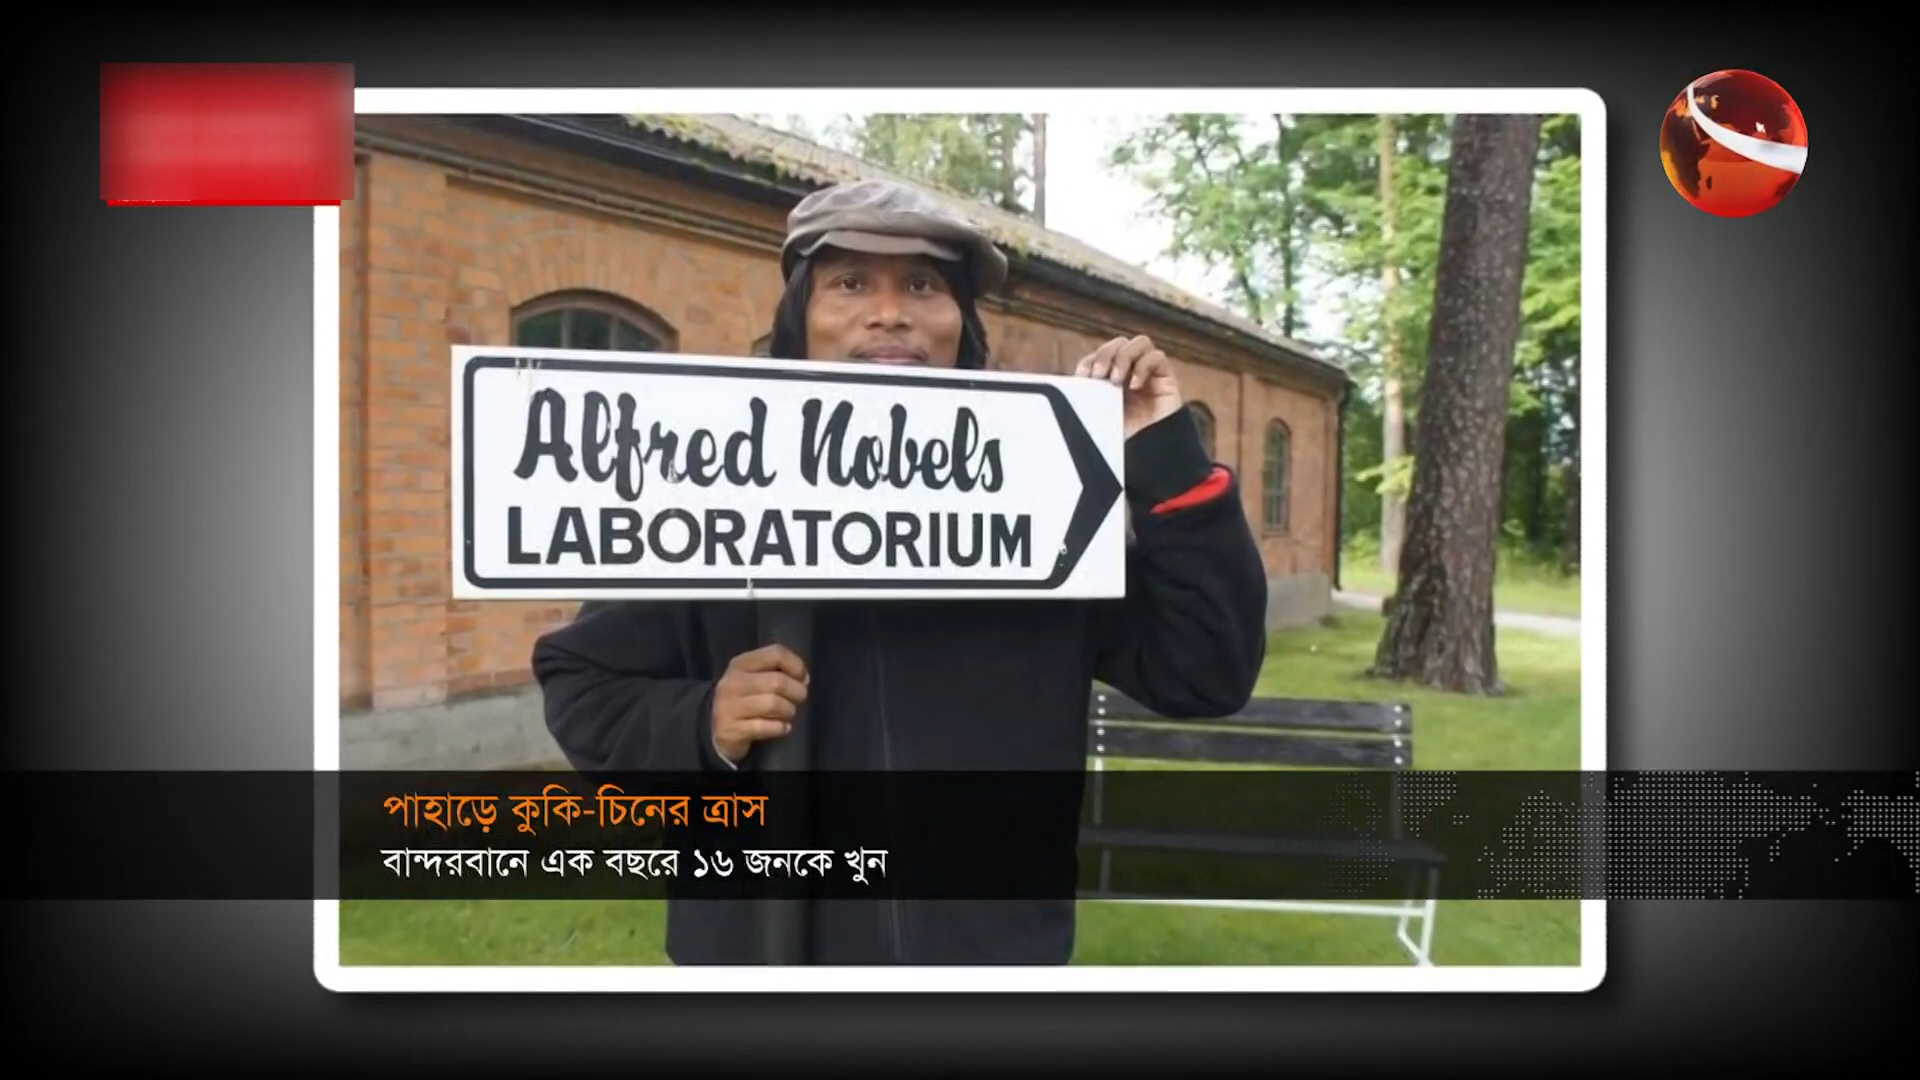 Alfred Nobels
LABORATORIUM
পাহাড়ে কুকি-চিনের ত্রাস
বান্দরবানে এক বছরে ১৬ জনকে খুন